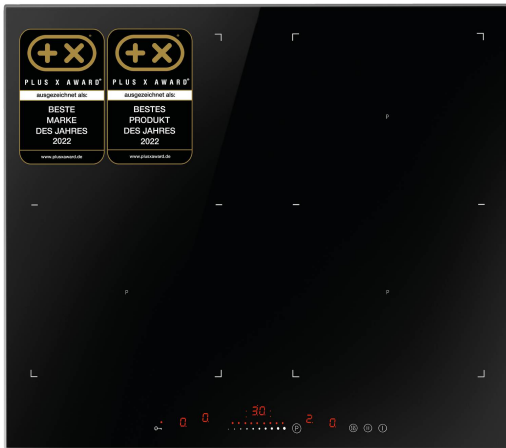 PLUS X AWARD®
ausgezeichnet als:
BESTE
MARKE
DES JAHRES
2022
www.plusxaward.de
PLUS X AWARD®
ausgezeichnet als:
BESTES
PRODUKT
DES JAHRES
2022
www.plusxaward.de
P
P
P
0.
0.
30
P
2.
0.